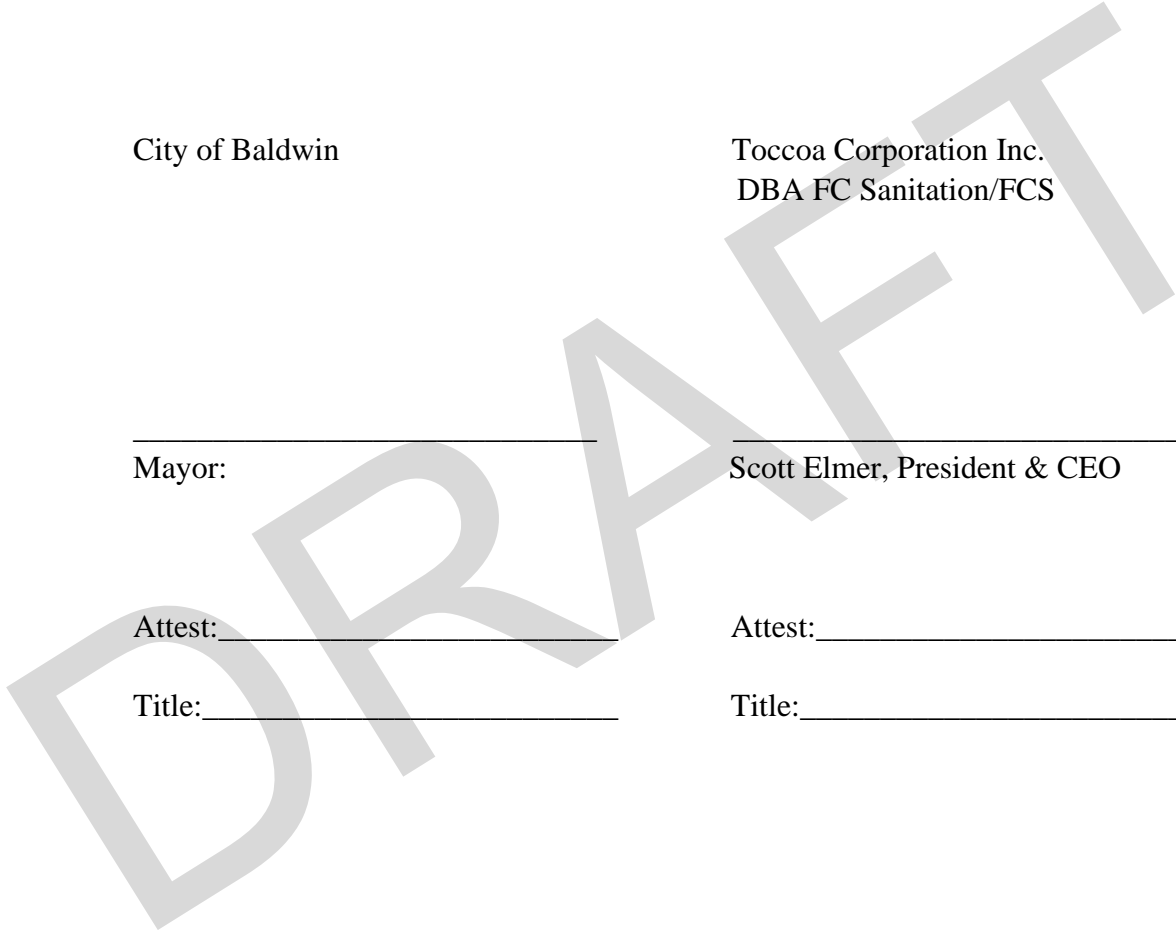 City of Baldwin
Toccoa Corporation Inc.
DBA FC Sanitation/FCS
Mayor:
Scott Elmer, President & CEO
Attest:
Attest:
Title:
Title:
DRAFT